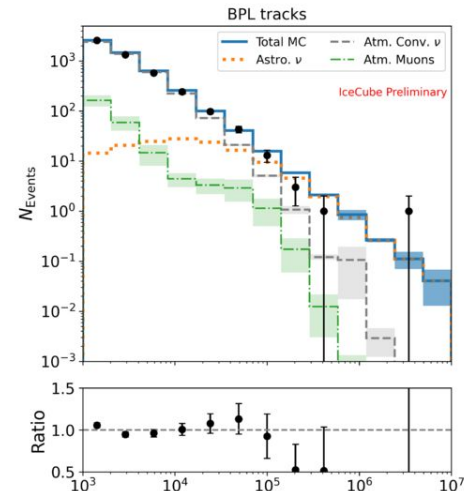 BPL tracks
Total MC
Astro. ν
Atm. Conv. ν
Atm. Muons
IceCube Preliminary
N_Events
10³
10²
10¹
10⁰
10⁻¹
10⁻²
10⁻³
Ratio
1.5
1.0
0.5
10³ 10⁴ 10⁵ 10⁶ 10⁷